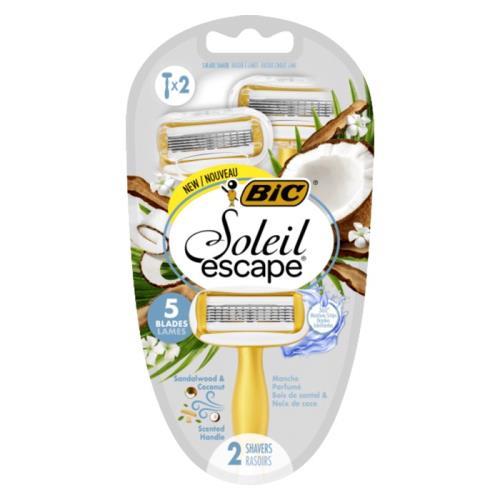 x2
NEW / NOUVEAU
BIC
Soleil
escape®
5
BLADES
LAMES
Sandalwood &
Coconut
Scented
Handle
Manche
Parfumé
Bois de santal &
Noix de coco
2 SHAVERS
RASOIRS